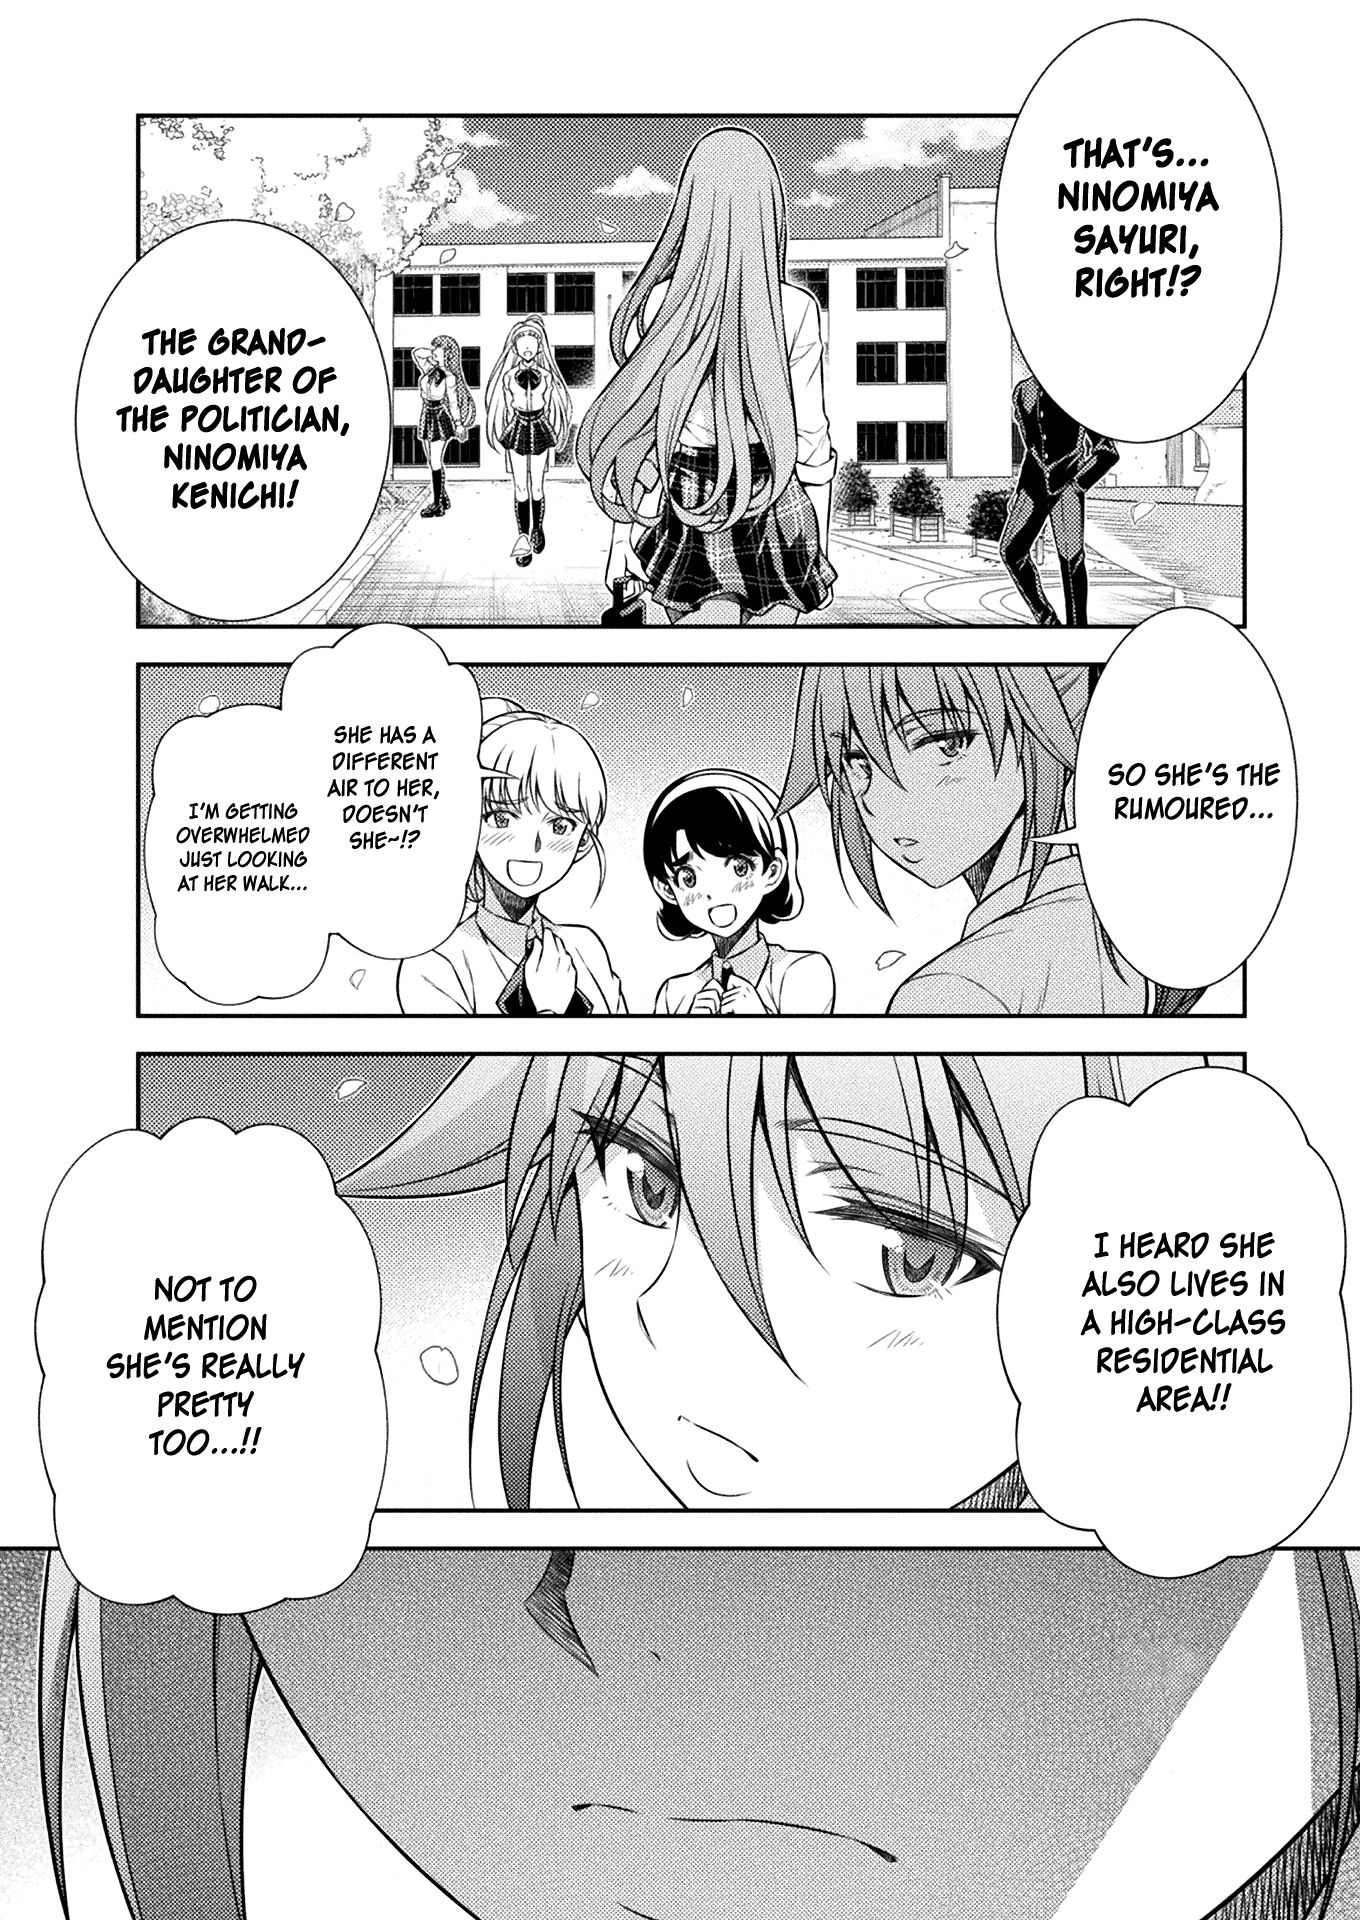 THAT'S...
NINOMIYA
SAYURI,
RIGHT!?
THE GRAND-
DAUGHTER OF
THE POLITICIAN,
NINOMIYA
KENICHI!
SO SHE'S THE
RUMOURED...
SHE HAS A
DIFFERENT
AIR TO HER,
DOESN'T
SHE~!?
I'M GETTING
OVERWHELMED
JUST LOOKING
AT HER WALK...
I HEARD SHE
ALSO LIVES IN
A HIGH-CLASS
RESIDENTIAL
AREA!!
NOT TO
MENTION
SHE'S REALLY
PRETTY
TOO...!!